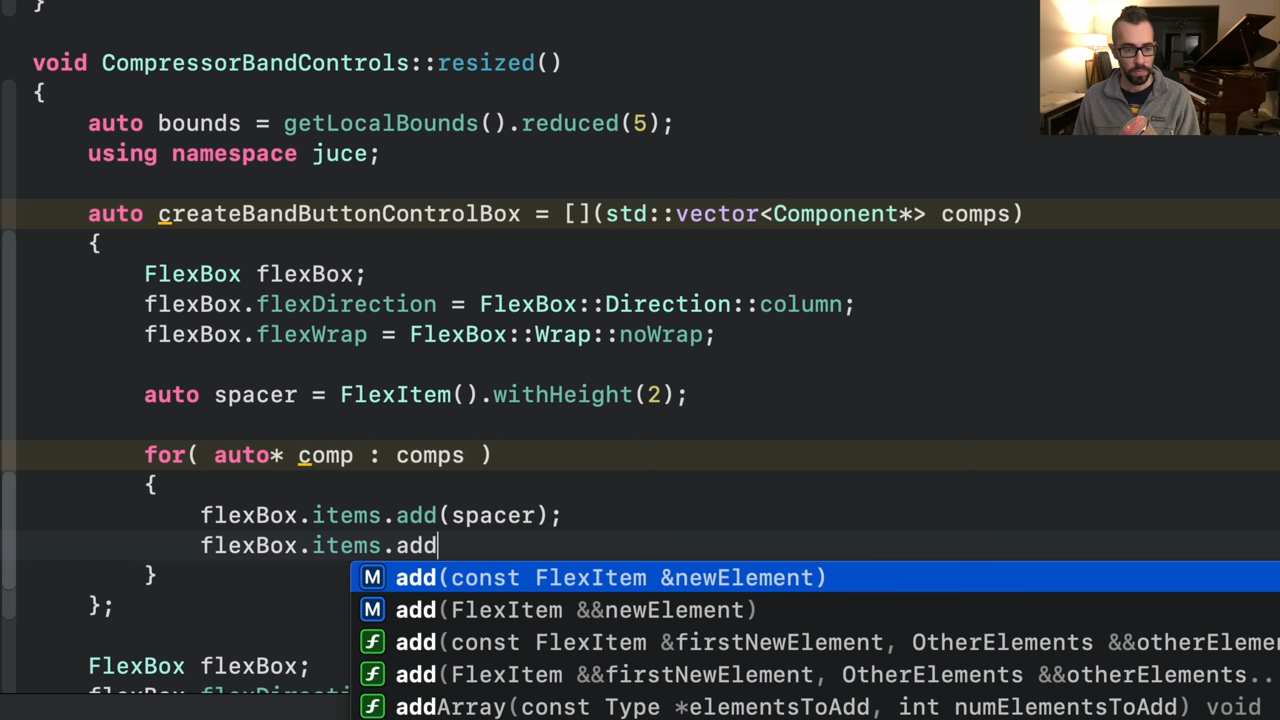 }
void CompressorBandControls::resized()
{
auto bounds = getLocalBounds().reduced(5);
using namespace juce;
auto createBandButtonControlBox = [](std::vector<Component*> comps)
{
FlexBox flexBox;
flexBox.flexDirection = FlexBox::Direction::column;
flexBox.flexWrap = FlexBox::Wrap::noWrap;
auto spacer = FlexItem().withHeight(2);
for( auto* comp : comps )
{
flexBox.items.add(spacer);
flexBox.items.add
}
M add(const FlexItem &newElement)
};
M add(FlexItem &&newElement)
f add(const FlexItem &firstNewElement, OtherElements &&otherEleme
FlexBox flexBox;
f add(FlexItem &&firstNewElement, OtherElements &&otherElements...
flexBox.flexDirecti
f addArray(const Type *elementsToAdd, int numElementsToAdd) void